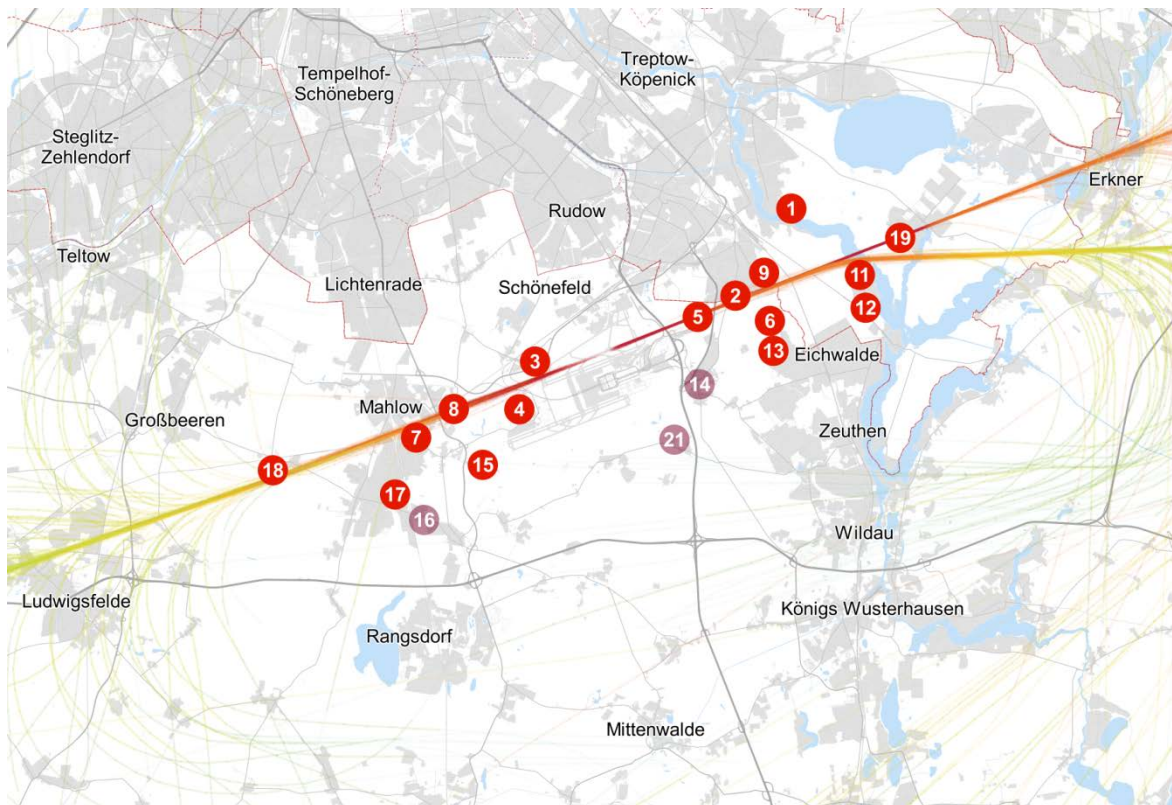 Treptow-
Köpenick
Tempelhof-
Schöneberg
Steglitz-
Zehlendorf
Erkner
1
Rudow
19
Teltow
9
11
Lichtenrade
Schönefeld
2
12
5
6
13
Eichwalde
3
14
Mahlow
8
4
Großbeeren
7
Zeuthen
21
18
15
17
16
Wildau
Ludwigsfelde
Königs Wusterhausen
Rangsdorf
Mittenwalde